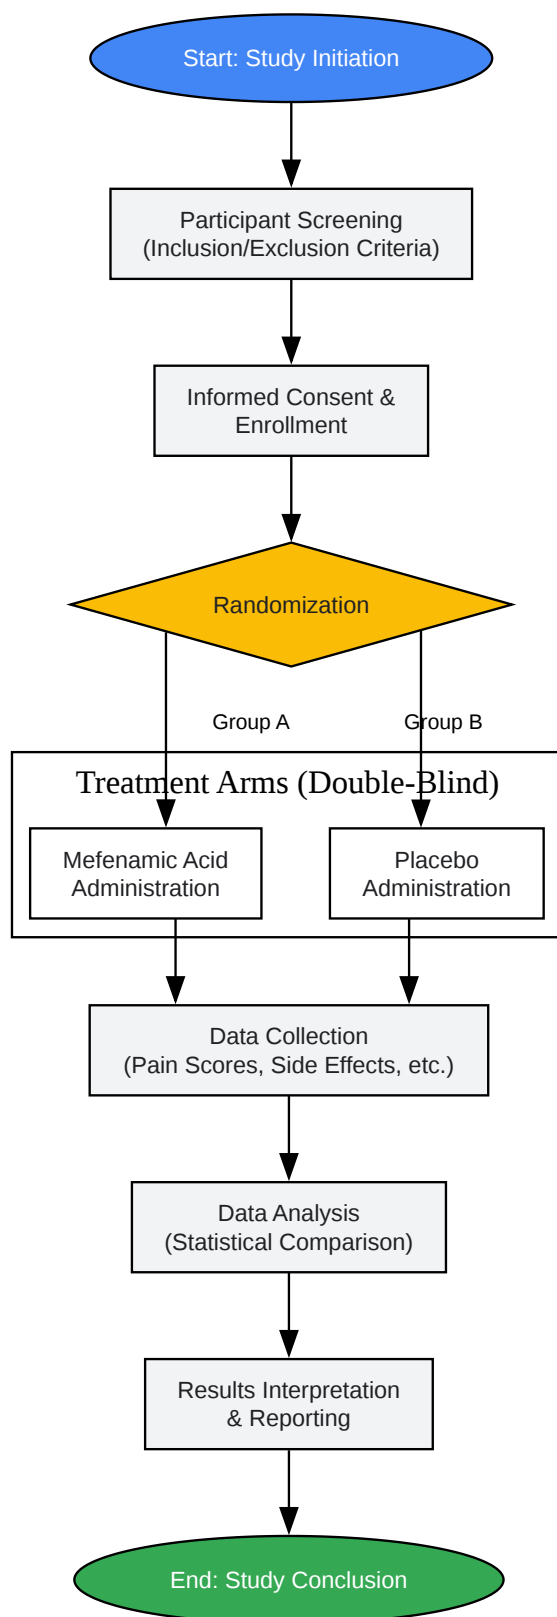 Start: Study Initiation
Participant Screening
(Inclusion/Exclusion Criteria)
Informed Consent &
Enrollment
Randomization
Group A
Group B
Treatment Arms (Double-Blind)
Mefenamic Acid
Administration
Placebo
Administration
Data Collection
(Pain Scores, Side Effects, etc.)
Data Analysis
(Statistical Comparison)
Results Interpretation
& Reporting
End: Study Conclusion